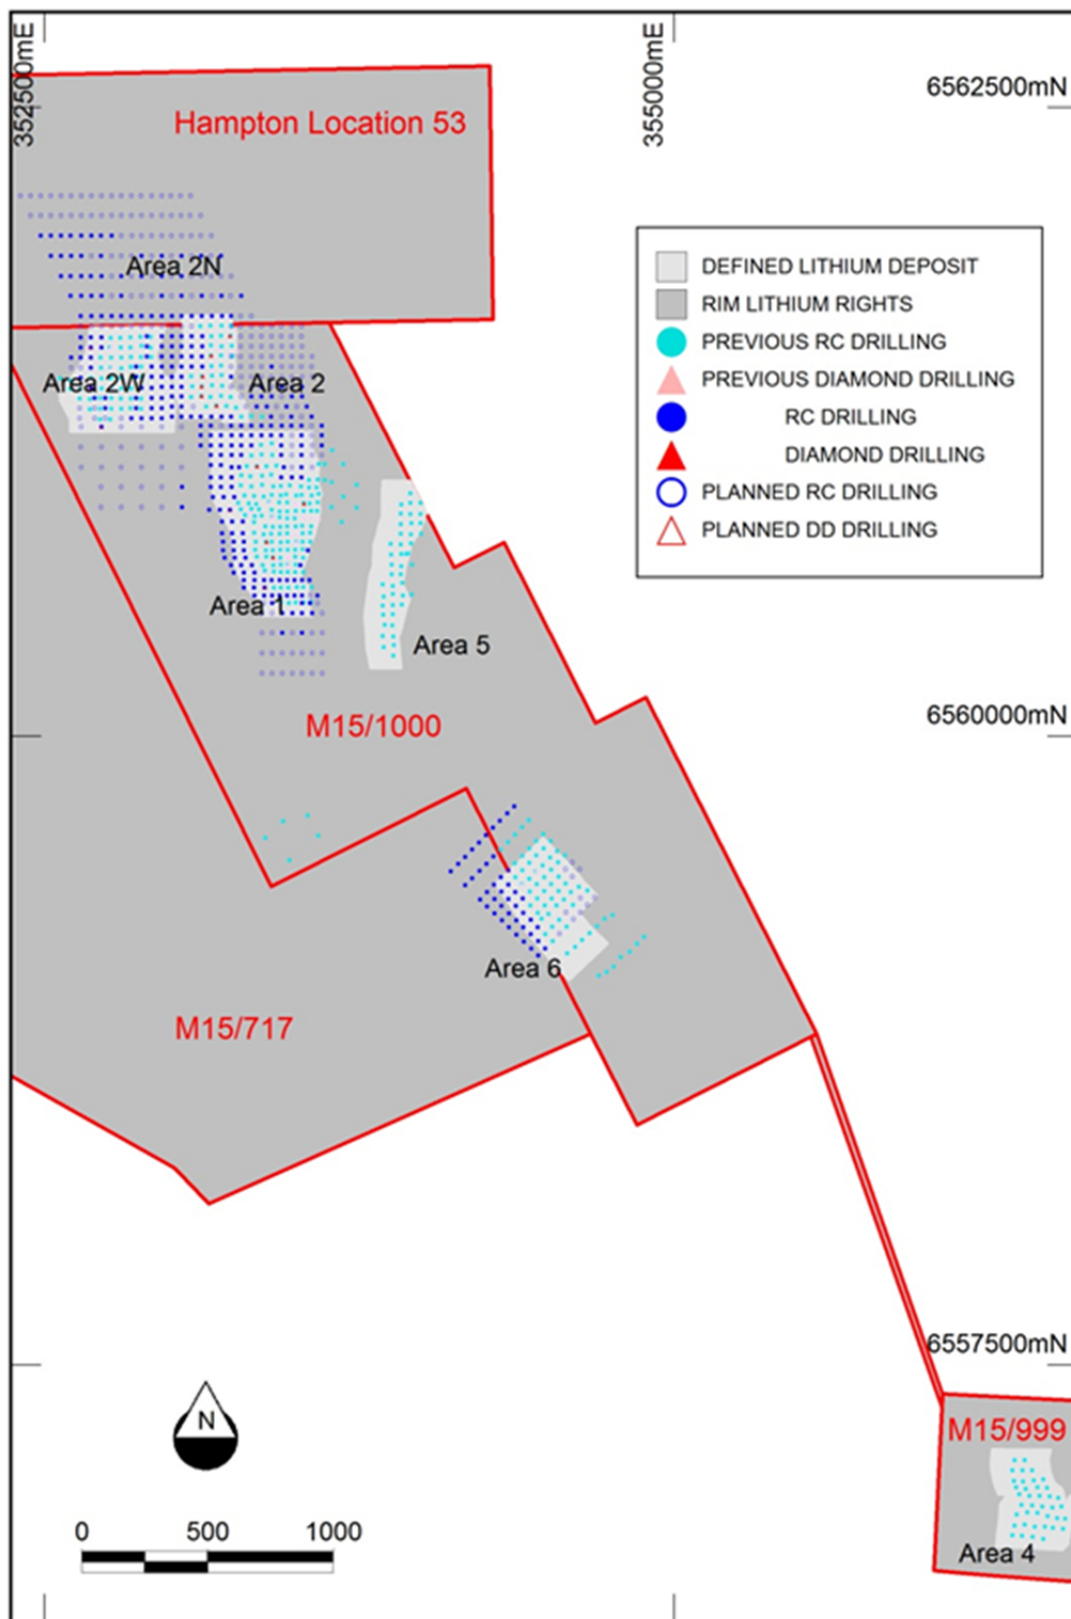 352500mE
355000mE
6562500mN
Hampton Location 53
DEFINED LITHIUM DEPOSIT
RIM LITHIUM RIGHTS
PREVIOUS RC DRILLING
PREVIOUS DIAMOND DRILLING
RC DRILLING
DIAMOND DRILLING
PLANNED RC DRILLING
PLANNED DD DRILLING
Area 2N
Area 2W
Area 2
Area 1
Area 5
6560000mN
M15/1000
Area 6
M15/717
6557500mN
M15/999
Area 4
N
0 500 1000